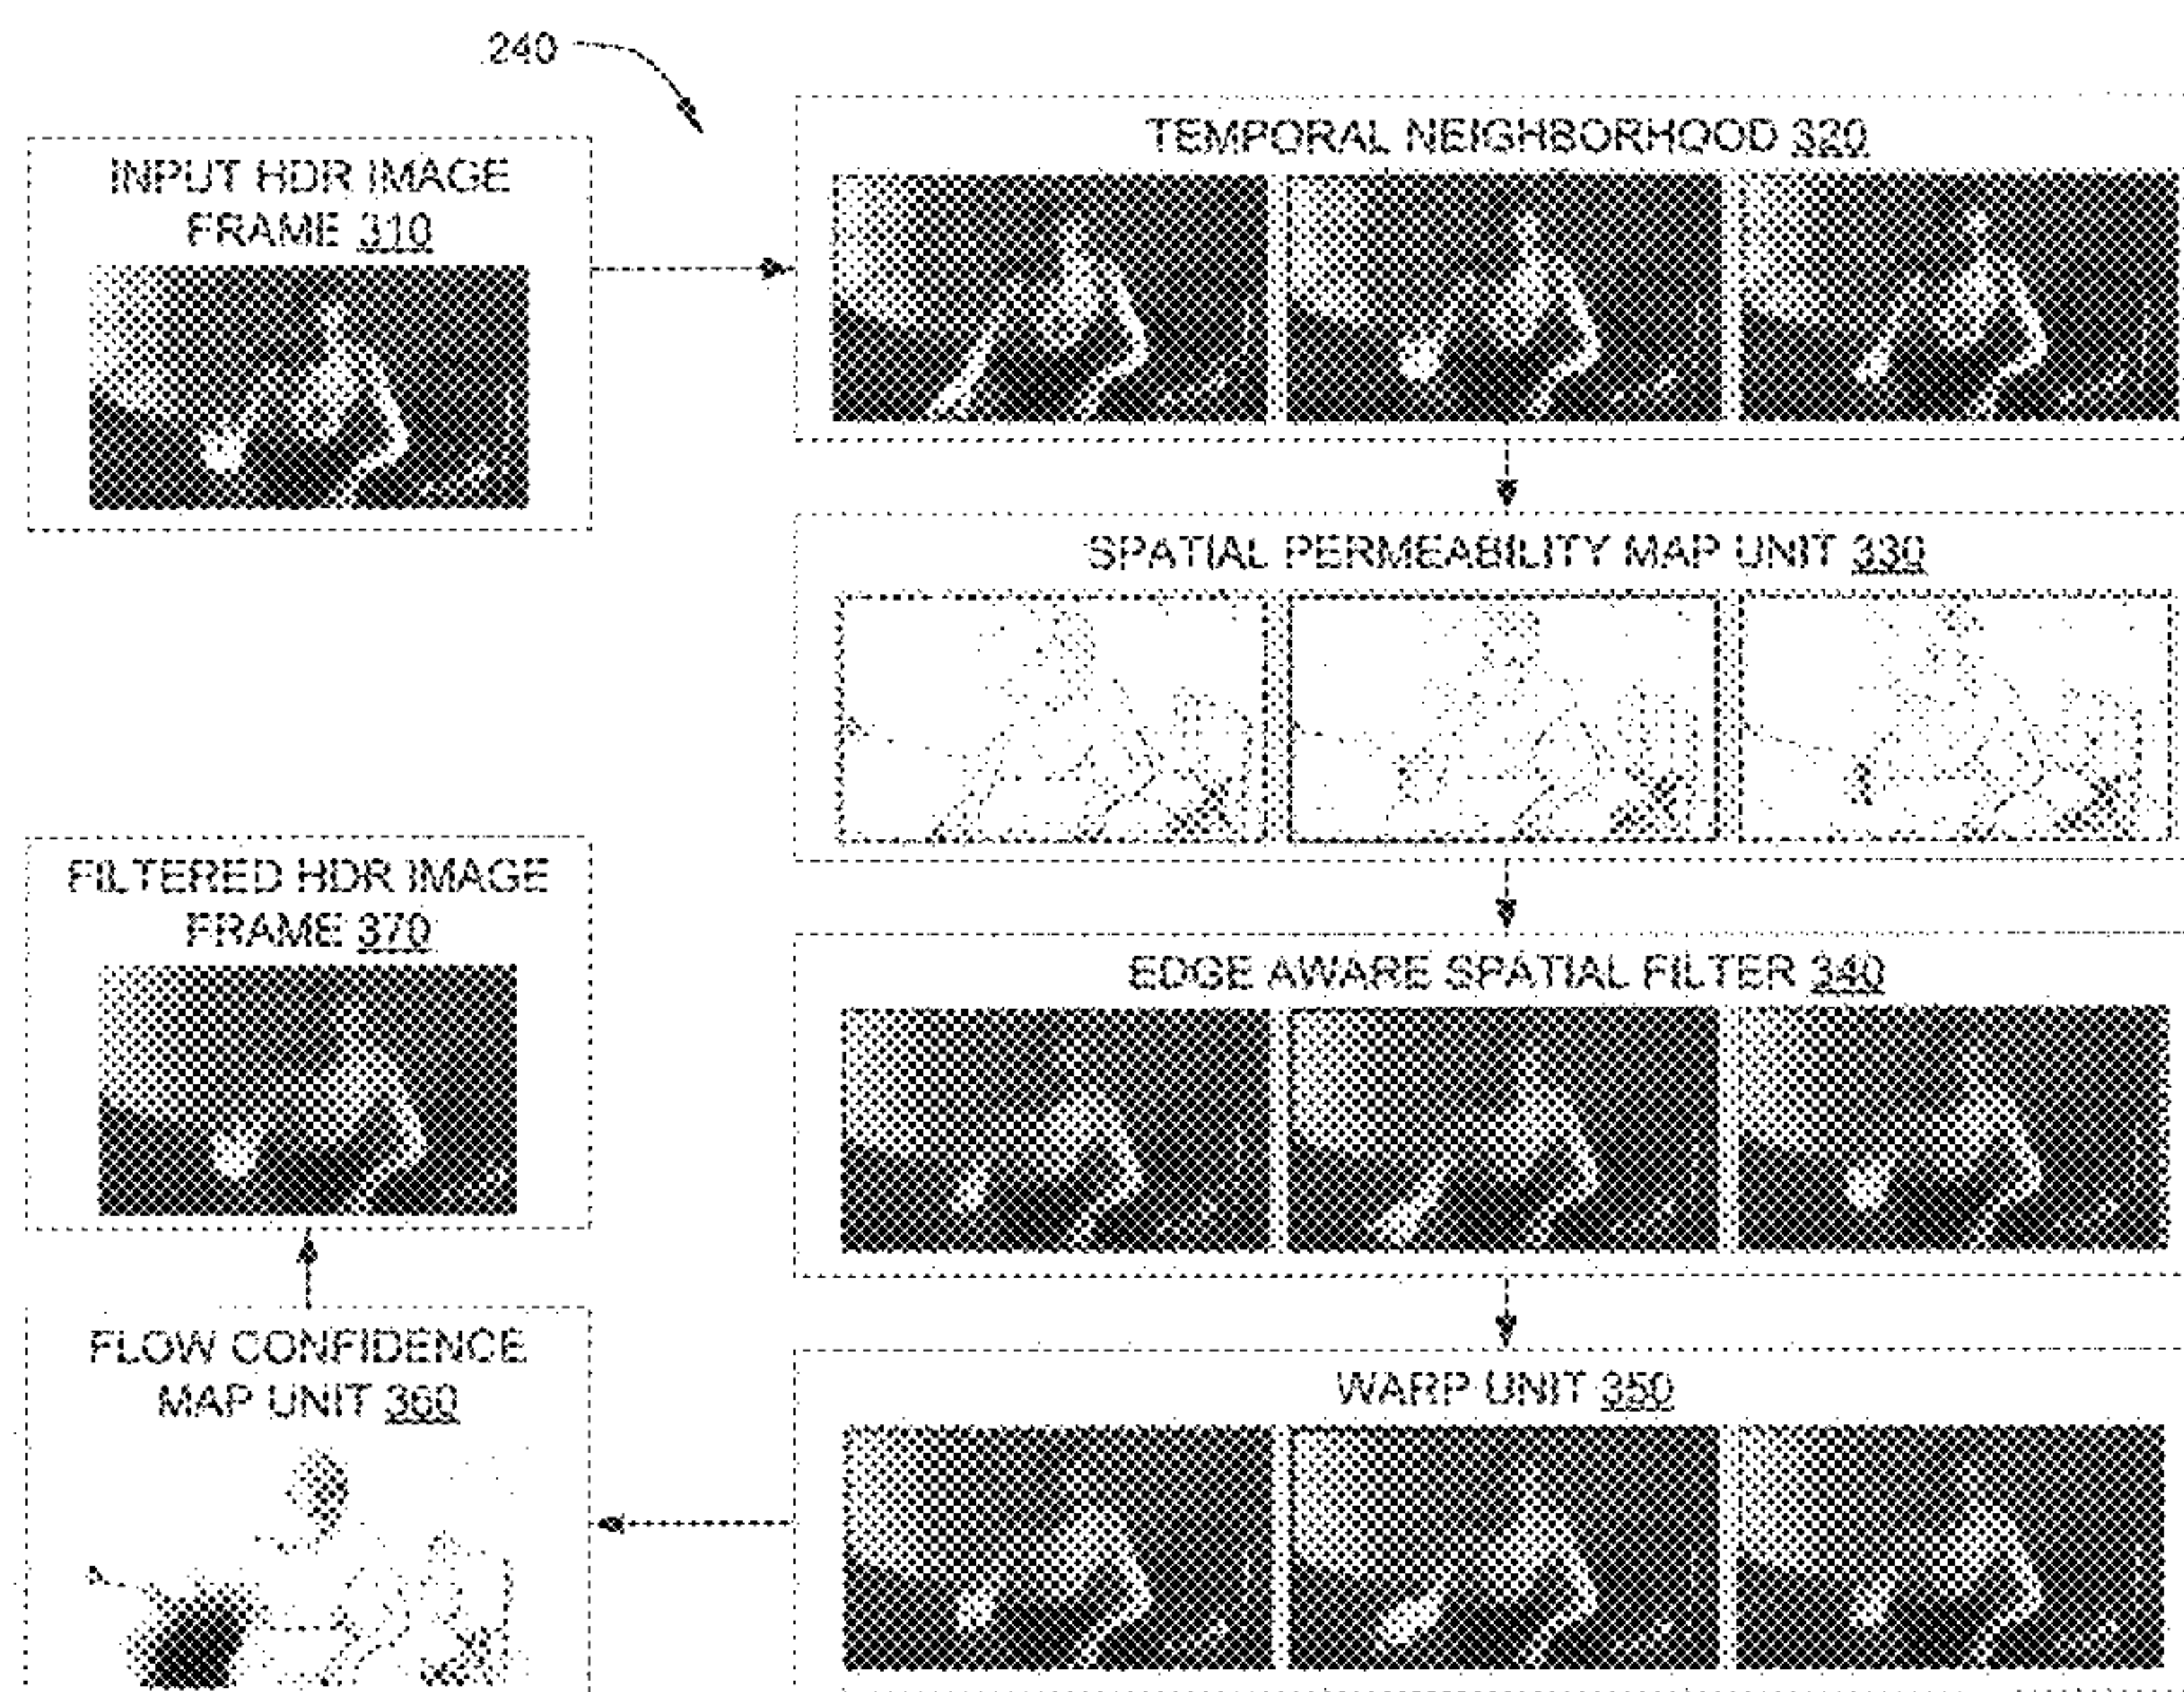 240
INPUT HDR IMAGE
FRAME 310
TEMPORAL NEIGHBORHOOD 320
SPATIAL PERMEABILITY MAP UNIT 330
EDGE AWARE SPATIAL FILTER 340
WARP UNIT 350
FLOW CONFIDENCE
MAP UNIT 360
FILTERED HDR IMAGE
FRAME 370